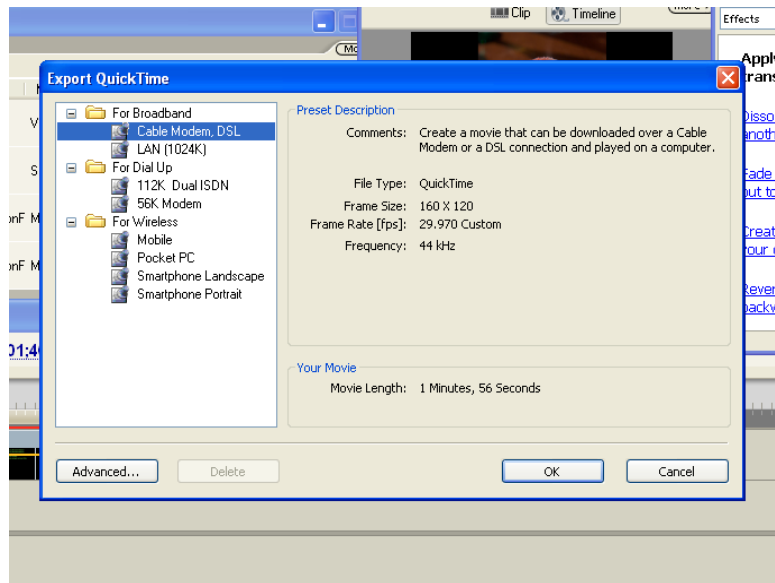 Clip
Timeline
Effects
Export QuickTime
For Broadband
Cable Modem, DSL
LAN (1024K)
For Dial Up
112K Dual ISDN
56K Modem
For Wireless
Mobile
Pocket PC
Smartphone Landscape
Smartphone Portrait
Preset Description
Comments: Create a movie that can be downloaded over a Cable
Modem or a DSL connection and played on a computer.
File Type: QuickTime
Frame Size: 160 X 120
Frame Rate [fps]: 29.970 Custom
Frequency: 44 kHz
Your Movie
Movie Length: 1 Minutes, 56 Seconds
Advanced...
Delete
OK
Cancel